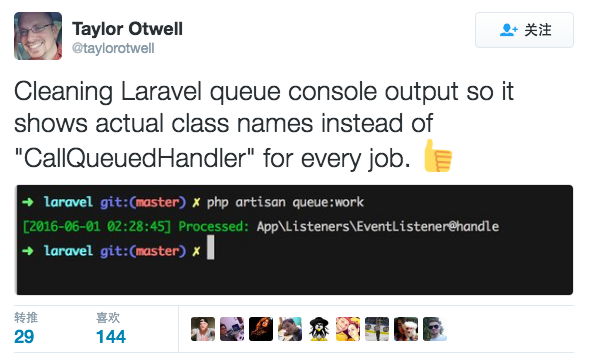 Taylor Otwell
@taylorotwell
关注
Cleaning Laravel queue console output so it
shows actual class names instead of
"CallQueuedHandler" for every job. 👍
➜ laravel git:(master) ✗ php artisan queue:work
[2016-06-01 02:28:45] Processed: App\Listeners\EventListener@handle
➜ laravel git:(master) ✗
转推 喜欢
29 144